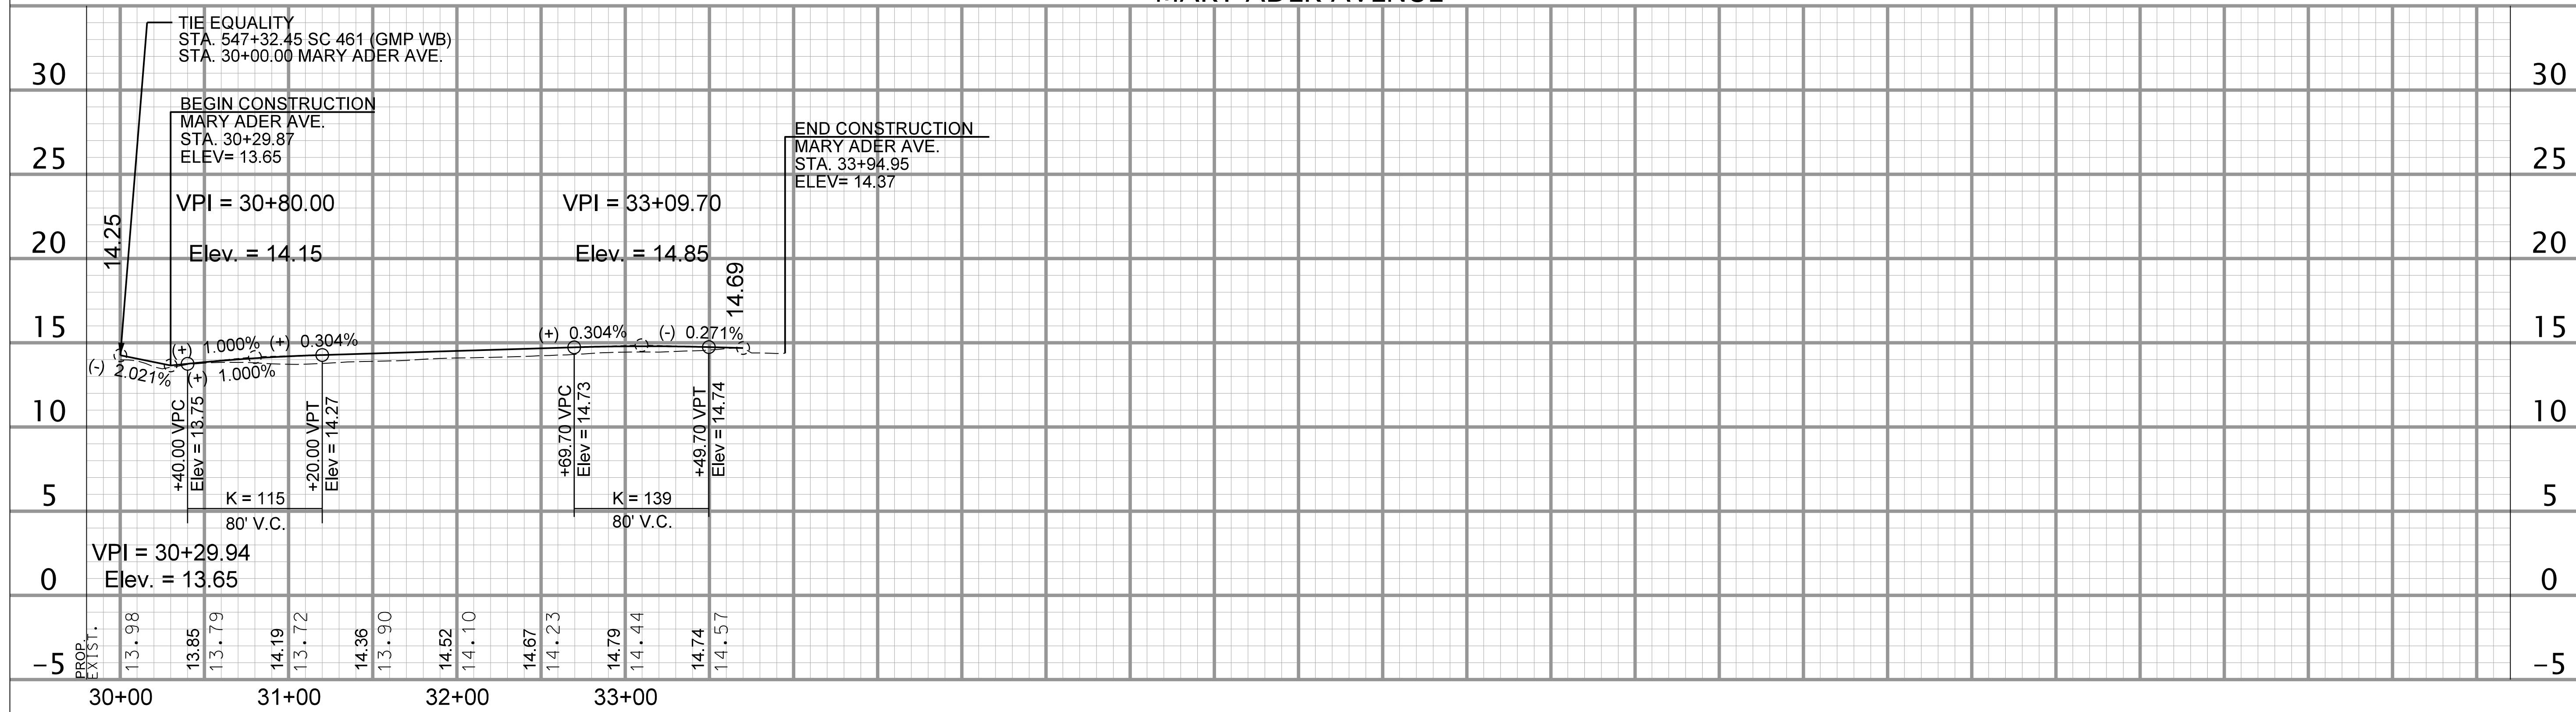 MARY ADER AVENUE
TIE EQUALITY
STA. 547+32.45 SC 461 (GMP WB)
STA. 30+00.00 MARY ADER AVE.
30
30
BEGIN CONSTRUCTION
MARY ADER AVE.
STA. 30+29.87
ELEV= 13.65
END CONSTRUCTION
MARY ADER AVE.
STA. 33+94.95
ELEV= 14.37
25
25
VPI = 30+80.00
Elev. = 14.15
VPI = 33+09.70
Elev. = 14.85
14.25
14.69
20
20
15
15
(-) 2.021%
(+) 1.000%
(+) 1.000%
(+) 0.304%
(+) 0.304%
(-) 0.271%
10
10
+40.00 VPC
Elev = 13.75
+20.00 VPT
Elev = 14.27
+69.70 VPC
Elev = 14.73
+49.70 VPT
Elev = 14.74
5
5
K = 115
80' V.C.
K = 139
80' V.C.
VPI = 30+29.94
Elev. = 13.65
0
0
PROP.
EXIST.
13.98
13.85
13.79
14.19
13.72
14.36
13.90
14.52
14.10
14.67
14.23
14.79
14.44
14.74
14.57
-5
-5
30+00
31+00
32+00
33+00